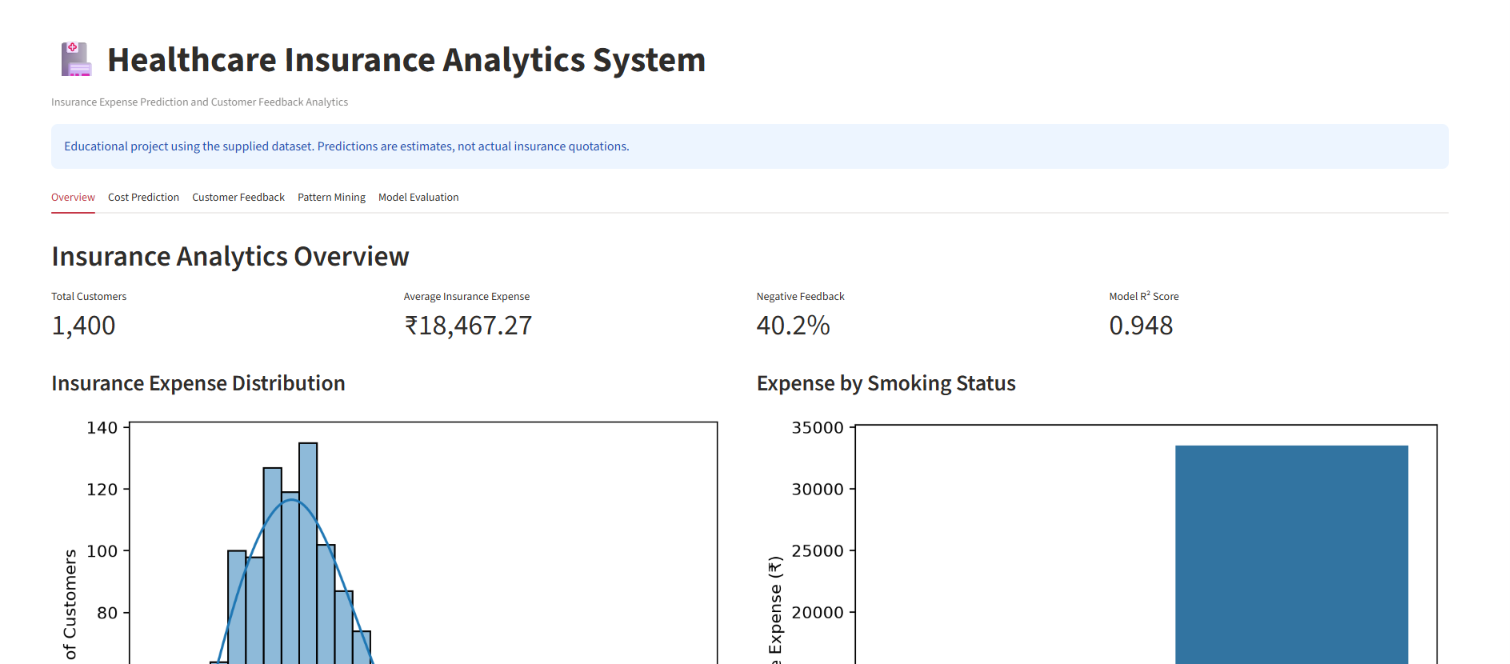 Healthcare Insurance Analytics System
Insurance Expense Prediction and Customer Feedback Analytics
Educational project using the supplied dataset. Predictions are estimates, not actual insurance quotations.
Overview Cost Prediction Customer Feedback Pattern Mining Model Evaluation
Insurance Analytics Overview
Total Customers
1,400
Average Insurance Expense
₹18,467.27
Negative Feedback
40.2%
Model R² Score
0.948
Insurance Expense Distribution
140
120
100
80
of Customers
Expense by Smoking Status
35000
30000
25000
20000
Expense (₹)